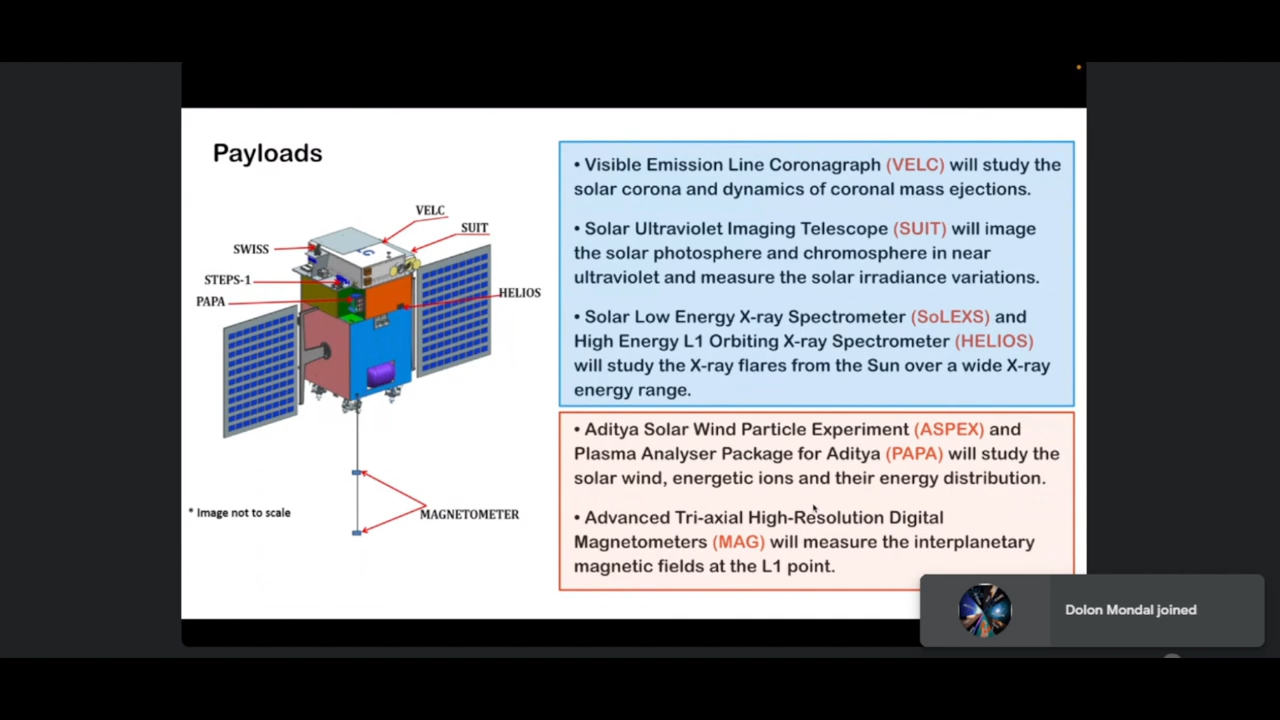 Payloads
VELC
SUIT
SWISS
STEPS-1
PAPA
HELIOS
MAGNETOMETER
* Image not to scale
• Visible Emission Line Coronagraph (VELC) will study the
solar corona and dynamics of coronal mass ejections.
• Solar Ultraviolet Imaging Telescope (SUIT) will image
the solar photosphere and chromosphere in near
ultraviolet and measure the solar irradiance variations.
• Solar Low Energy X-ray Spectrometer (SoLEXS) and
High Energy L1 Orbiting X-ray Spectrometer (HELIOS)
will study the X-ray flares from the Sun over a wide X-ray
energy range.
• Aditya Solar Wind Particle Experiment (ASPEX) and
Plasma Analyser Package for Aditya (PAPA) will study the
solar wind, energetic ions and their energy distribution.
• Advanced Tri-axial High-Resolution Digital
Magnetometers (MAG) will measure the interplanetary
magnetic fields at the L1 point.
Dolon Mondal joined